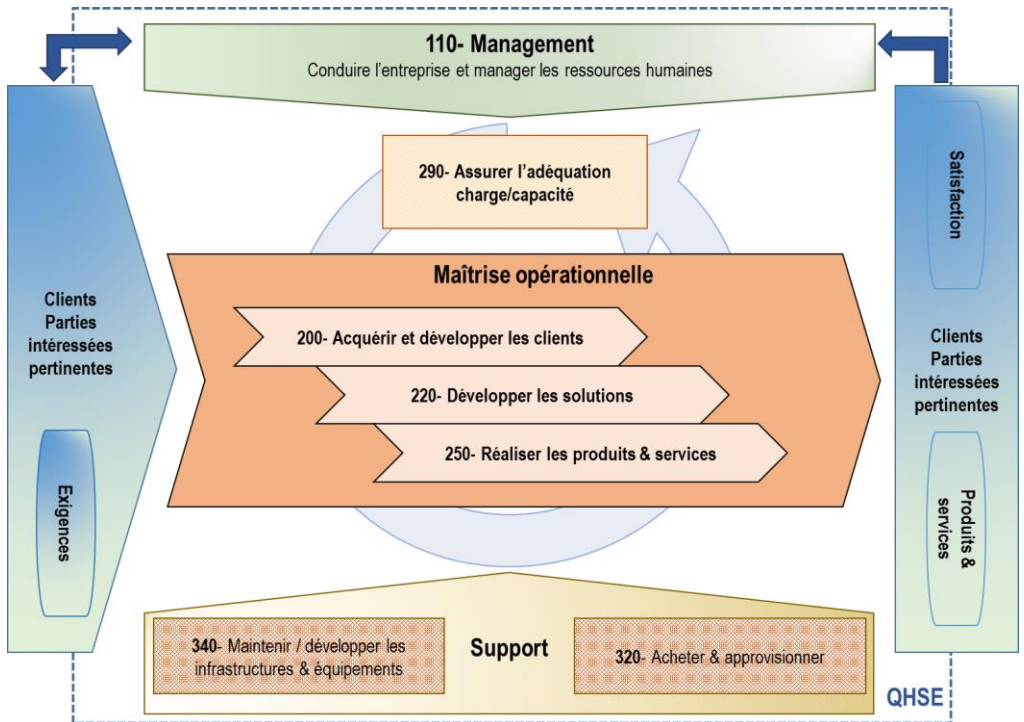 110- Management
Conduire l'entreprise et manager les ressources humaines
290- Assurer l'adéquation
charge/capacité
Clients
Parties
intéressées
pertinentes
Exigences
Maîtrise opérationnelle
200- Acquérir et développer les clients
220- Développer les solutions
250- Réaliser les produits & services
Satisfaction
Clients
Parties
intéressées
pertinentes
Produits &
services
340- Maintenir / développer les
infrastructures & équipements
Support
320- Acheter & approvisionner
QHSE